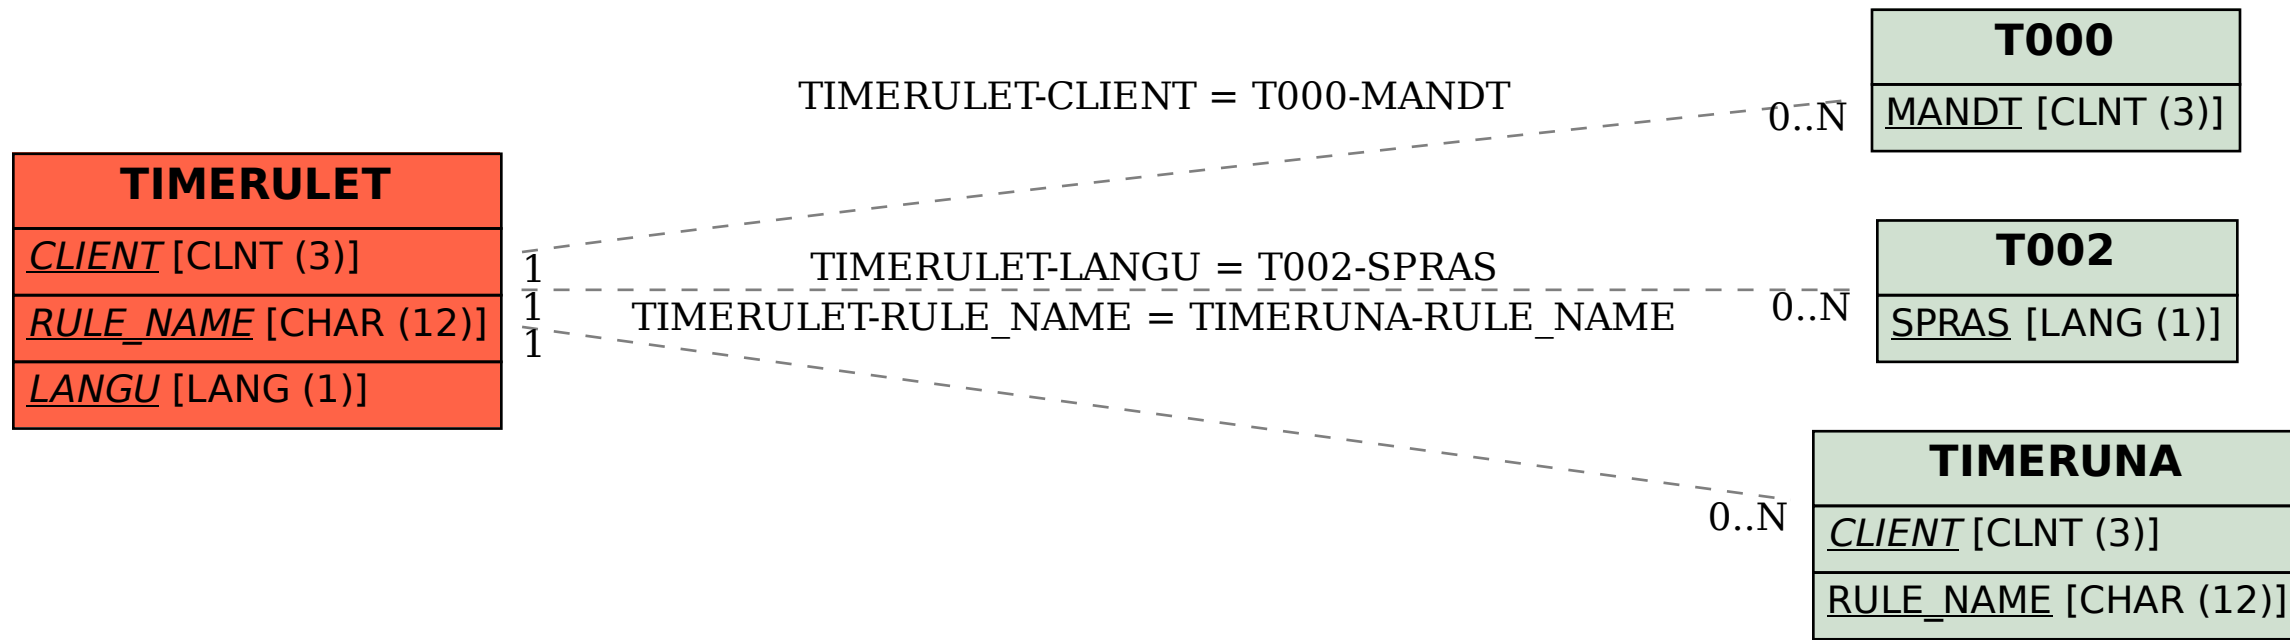 TIMERULET
CLIENT [CLNT (3)]
RULE_NAME [CHAR (12)]
LANGU [LANG (1)]
TIMERULET-CLIENT = T000-MANDT
1
0..N
TIMERULET-LANGU = T002-SPRAS
1
0..N
TIMERULET-RULE_NAME = TIMERUNA-RULE_NAME
1
0..N
T000
MANDT [CLNT (3)]
T002
SPRAS [LANG (1)]
TIMERUNA
CLIENT [CLNT (3)]
RULE_NAME [CHAR (12)]